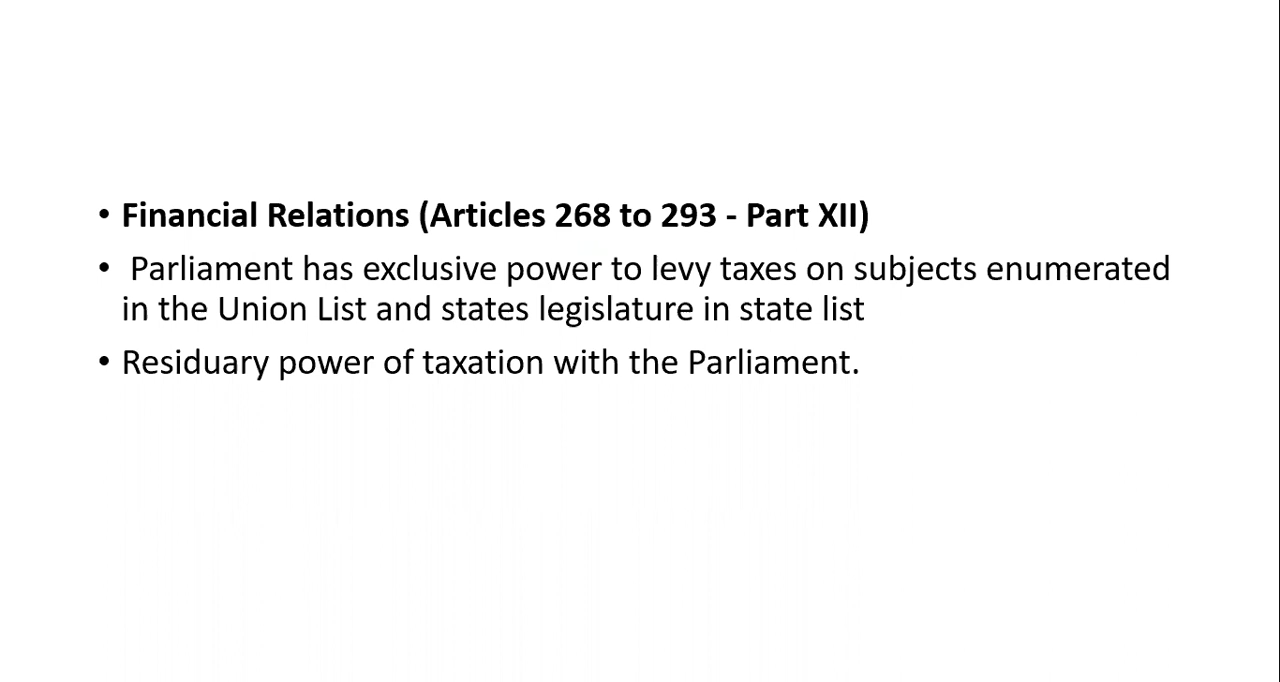 • Financial Relations (Articles 268 to 293 - Part XII)
• Parliament has exclusive power to levy taxes on subjects enumerated
in the Union List and states legislature in state list
• Residuary power of taxation with the Parliament.